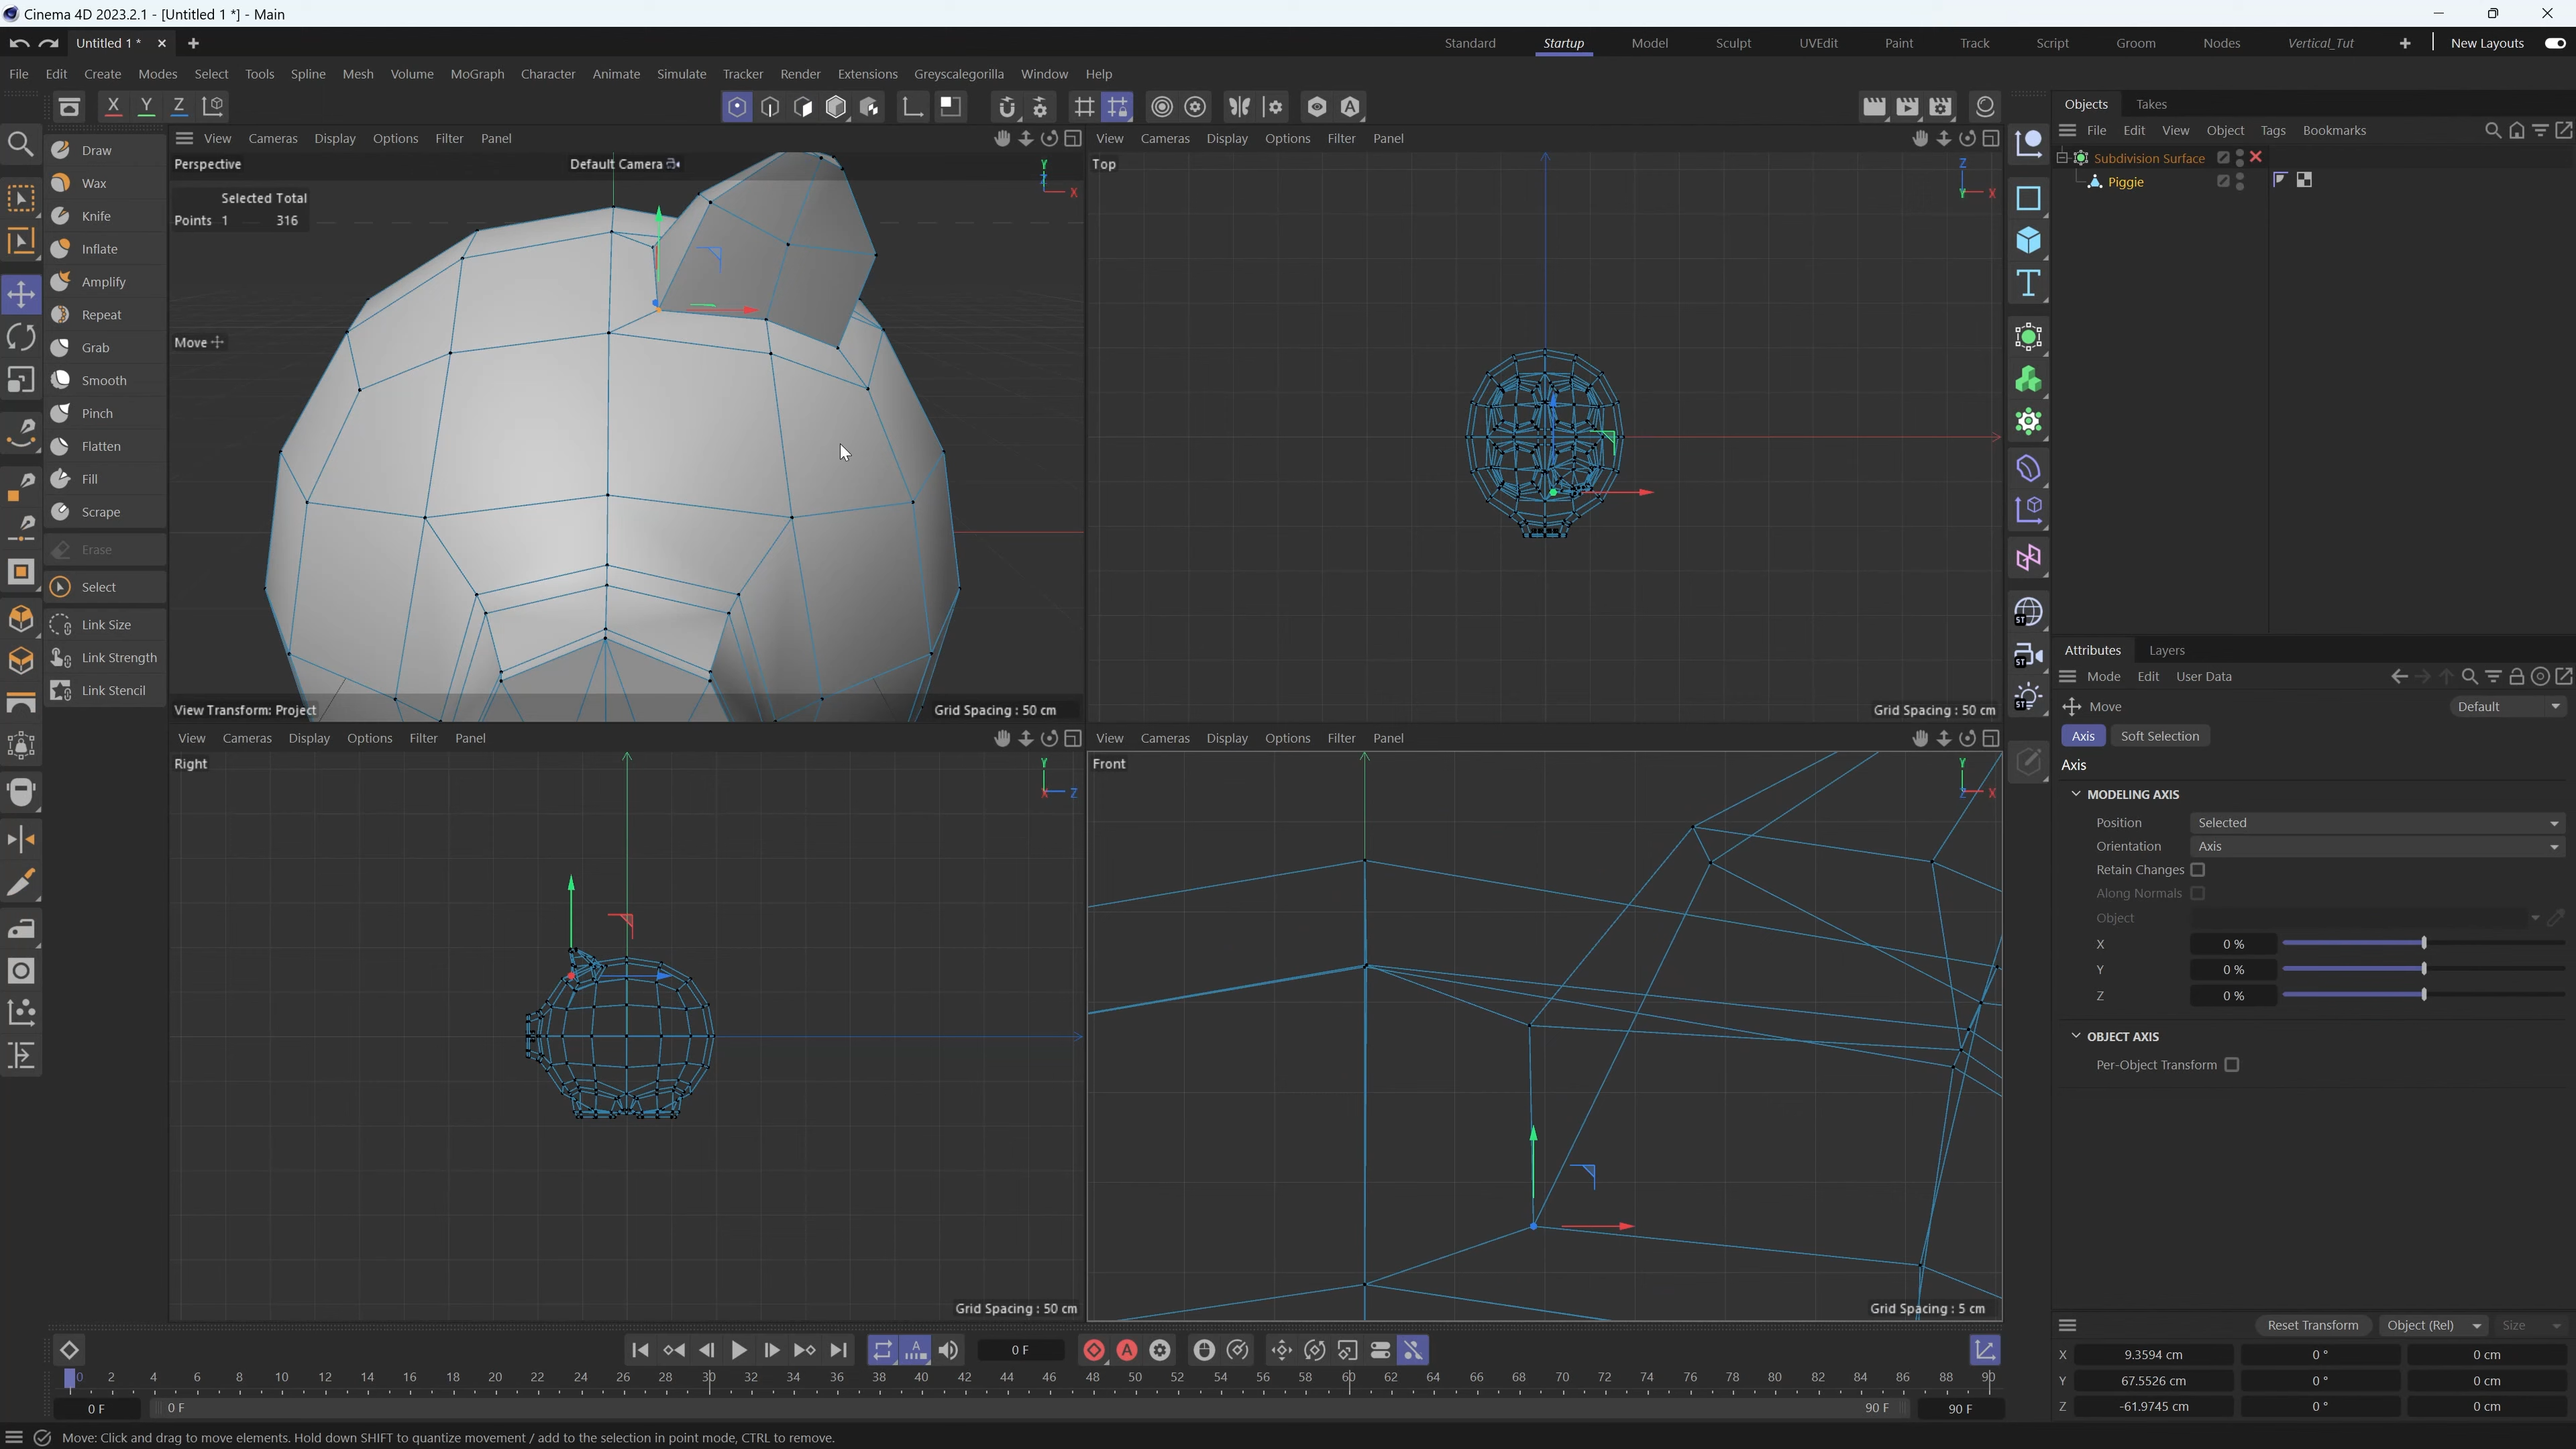 Cinema 4D 2023.2.1 - [Untitled 1 *] - Main
Untitled 1 *
Standard Startup Model Sculpt UVEdit Paint Track Script Groom Nodes Vertical_Tut New Layouts
File Edit Create Modes Select Tools Spline Mesh Volume MoGraph Character Animate Simulate Tracker Render Extensions Greyscalegorilla Window Help
X Y Z
Objects Takes
File Edit View Object Tags Bookmarks
Subdivision Surface
Piggie
Draw
Wax
Knife
Inflate
Amplify
Repeat
Grab
Smooth
Pinch
Flatten
Fill
Scrape
Erase
Select
Link Size
Link Strength
Link Stencil
View Cameras Display Options Filter Panel
Perspective
Default Camera
Selected Total
Points 1 316
Move
Y
Z
X
View Transform: Project
Grid Spacing : 50 cm
View Cameras Display Options Filter Panel
Top
Z
Y
X
Grid Spacing : 50 cm
View Cameras Display Options Filter Panel
Right
Y
X
Z
Grid Spacing : 50 cm
View Cameras Display Options Filter Panel
Front
Y
Z
X
Grid Spacing : 5 cm
T
ST
ST
ST
Attributes Layers
Mode Edit User Data
Move
Default
Axis Soft Selection
Axis
MODELING AXIS
Position Selected
Orientation Axis
Retain Changes
Along Normals
Object
X 0 %
Y 0 %
Z 0 %
OBJECT AXIS
Per-Object Transform
Reset Transform Object (Rel) Size
X 9.3594 cm 0 ° 0 cm
Y 67.5526 cm 0 ° 0 cm
Z -61.9745 cm 0 ° 0 cm
0 F
0 2 4 6 8 10 12 14 16 18 20 22 24 26 28 30 32 34 36 38 40 42 44 46 48 50 52 54 56 58 60 62 64 66 68 70 72 74 76 78 80 82 84 86 88 90
0 F 0 F 90 F 90 F
Move: Click and drag to move elements. Hold down SHIFT to quantize movement / add to the selection in point mode, CTRL to remove.